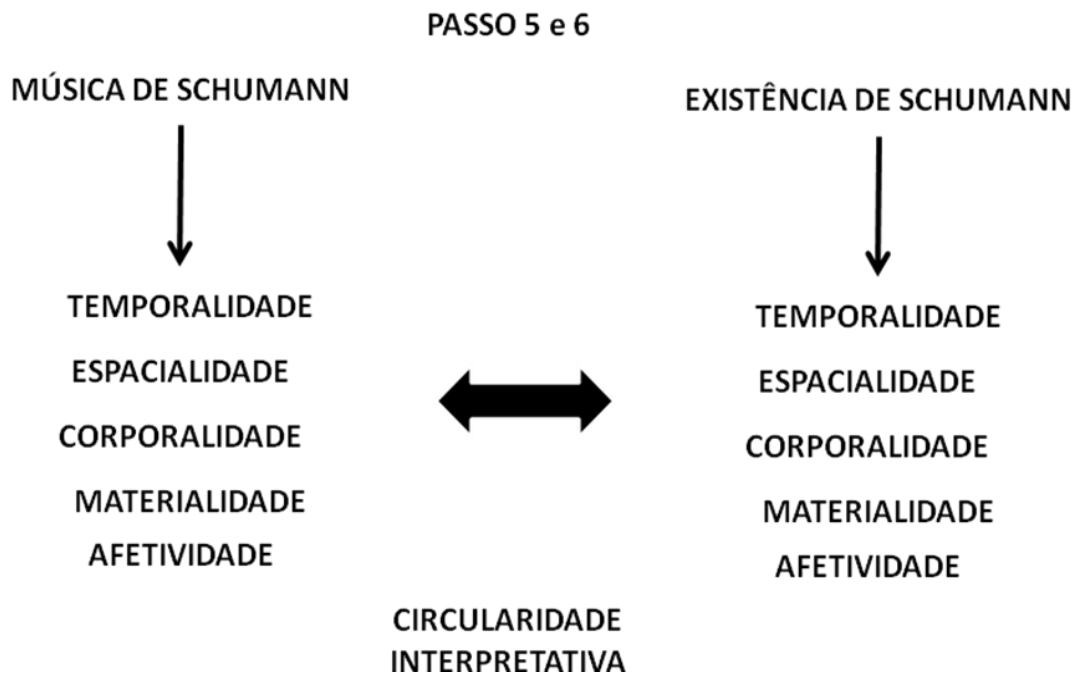 PASSO 5 e 6
MÚSICA DE SCHUMANN
TEMPORALIDADE
ESPACIALIDADE
CORPORALIDADE
MATERIALIDADE
AFETIVIDADE
EXISTÊNCIA DE SCHUMANN
TEMPORALIDADE
ESPACIALIDADE
CORPORALIDADE
MATERIALIDADE
AFETIVIDADE
CIRCULARIDADE
INTERPRETATIVA